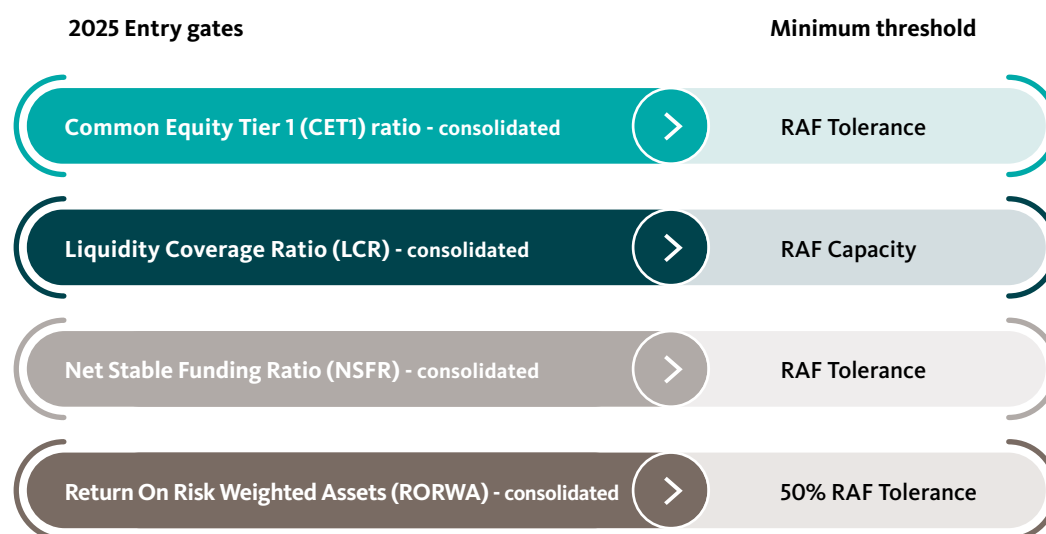 2025 Entry gates Minimum threshold
Common Equity Tier 1 (CET1) ratio - consolidated RAF Tolerance
Liquidity Coverage Ratio (LCR) - consolidated RAF Capacity
Net Stable Funding Ratio (NSFR) - consolidated RAF Tolerance
Return On Risk Weighted Assets (RORWA) - consolidated 50% RAF Tolerance